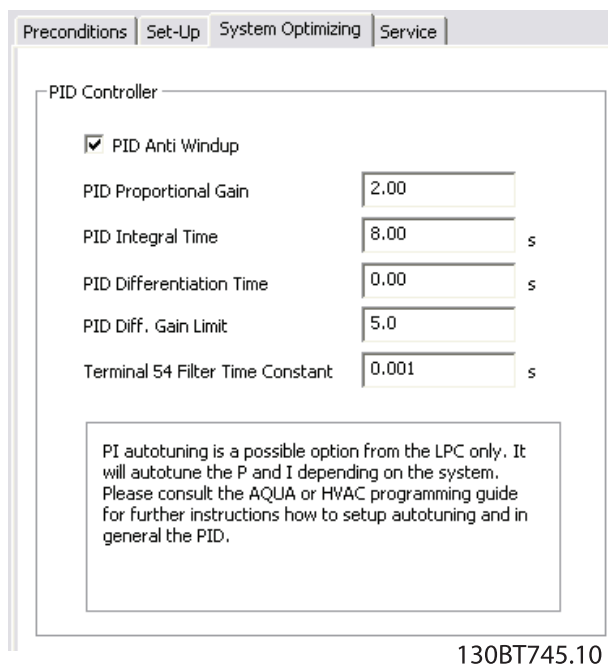 Preconditions Set-Up System Optimizing Service
PID Controller
PID Anti Windup
PID Proportional Gain 2.00
PID Integral Time 8.00 s
PID Differentiation Time 0.00 s
PID Diff. Gain Limit 5.0
Terminal 54 Filter Time Constant 0.001 s
PI autotuning is a possible option from the LPC only. It
will autotune the P and I depending on the system.
Please consult the AQUA or HVAC programming guide
for further instructions how to setup autotuning and in
general the PID.
130BT745.10